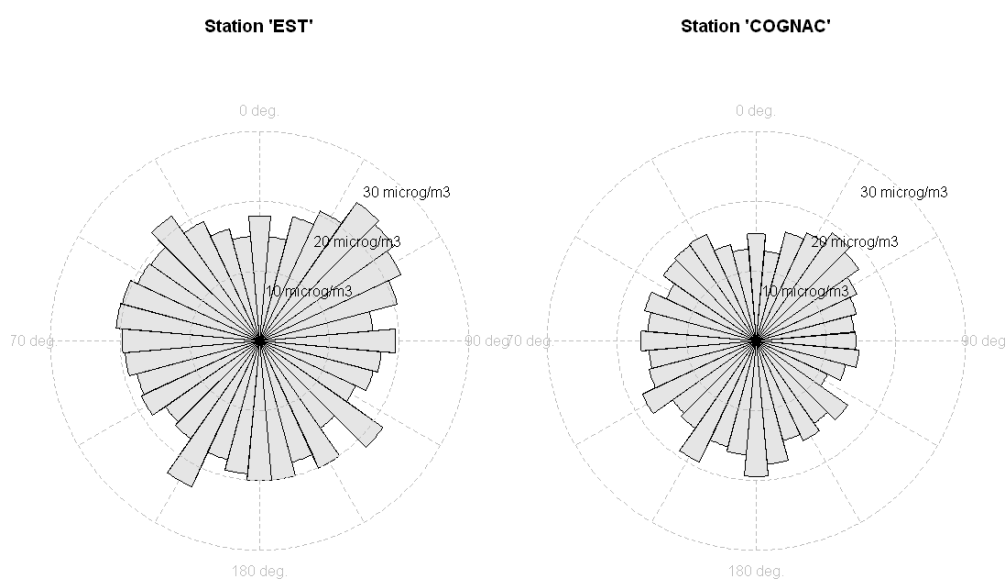 Station 'EST'
Station 'COGNAC'
0 deg.
0 deg.
30 microg/m3
30 microg/m3
20 microg/m3
20 microg/m3
10 microg/m3
10 microg/m3
70 deg.
90 deg
70 deg.
90 deg
180 deg.
180 deg.